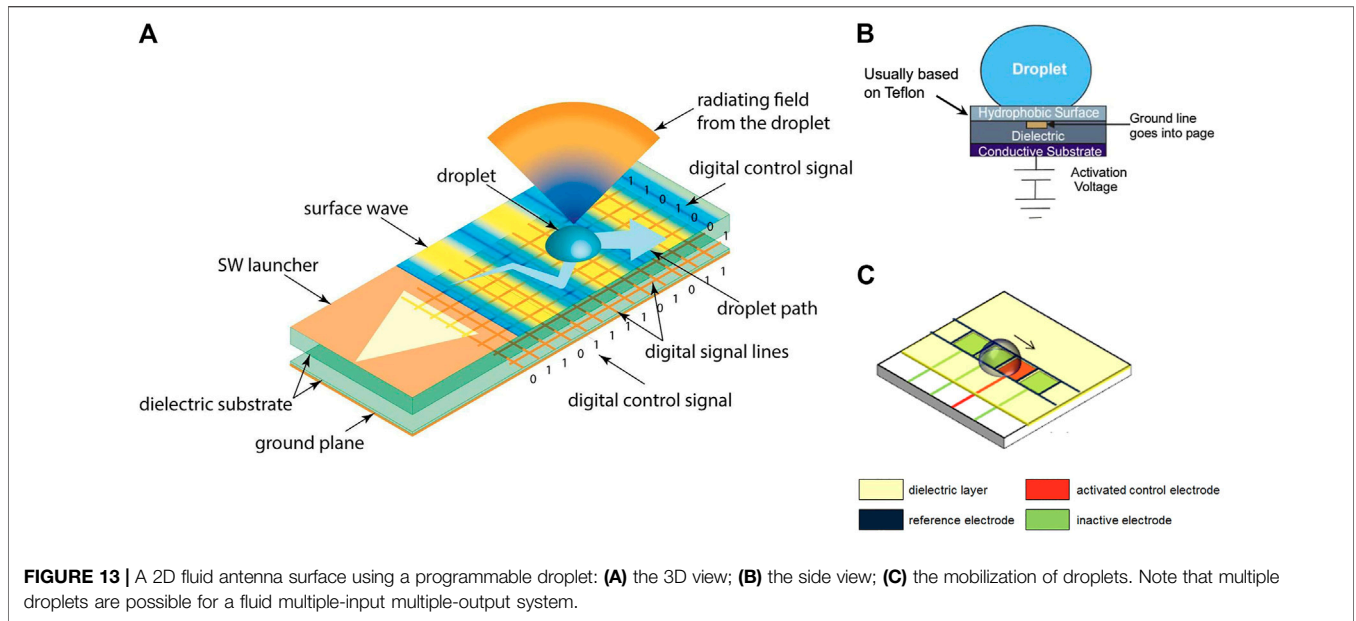 A
radiating field
from the droplet
droplet
digital control signal
surface wave
SW launcher
1 1 0 1 0 0 1
droplet path
digital signal lines
0 1 1 0 1 1 1 1 0 1 0 1 1
digital control signal
dielectric substrate
ground plane
B
Droplet
Usually based
on Teflon
Hydrophobic Surface
Ground line
goes into page
Dielectric
Conductive Substrate
Activation
Voltage
C
dielectric layer
activated control electrode
reference electrode
inactive electrode
FIGURE 13 | A 2D fluid antenna surface using a programmable droplet: (A) the 3D view; (B) the side view; (C) the mobilization of droplets. Note that multiple
droplets are possible for a fluid multiple-input multiple-output system.